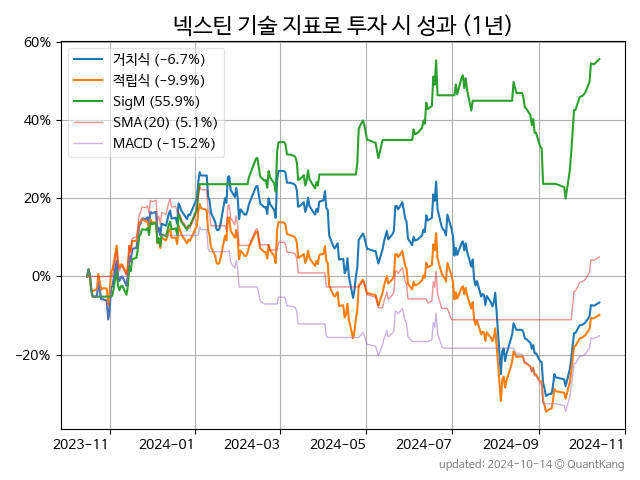 넥스틴 기술 지표로 투자 시 성과 (1년)
60%
40%
20%
0%
−20%
거치식 (−6.7%)
적립식 (−9.9%)
SigM (55.9%)
SMA(20) (5.1%)
MACD (−15.2%)
2023-11 2024-01 2024-03 2024-05 2024-07 2024-09 2024-11
updated: 2024-10-14 © QuantKang